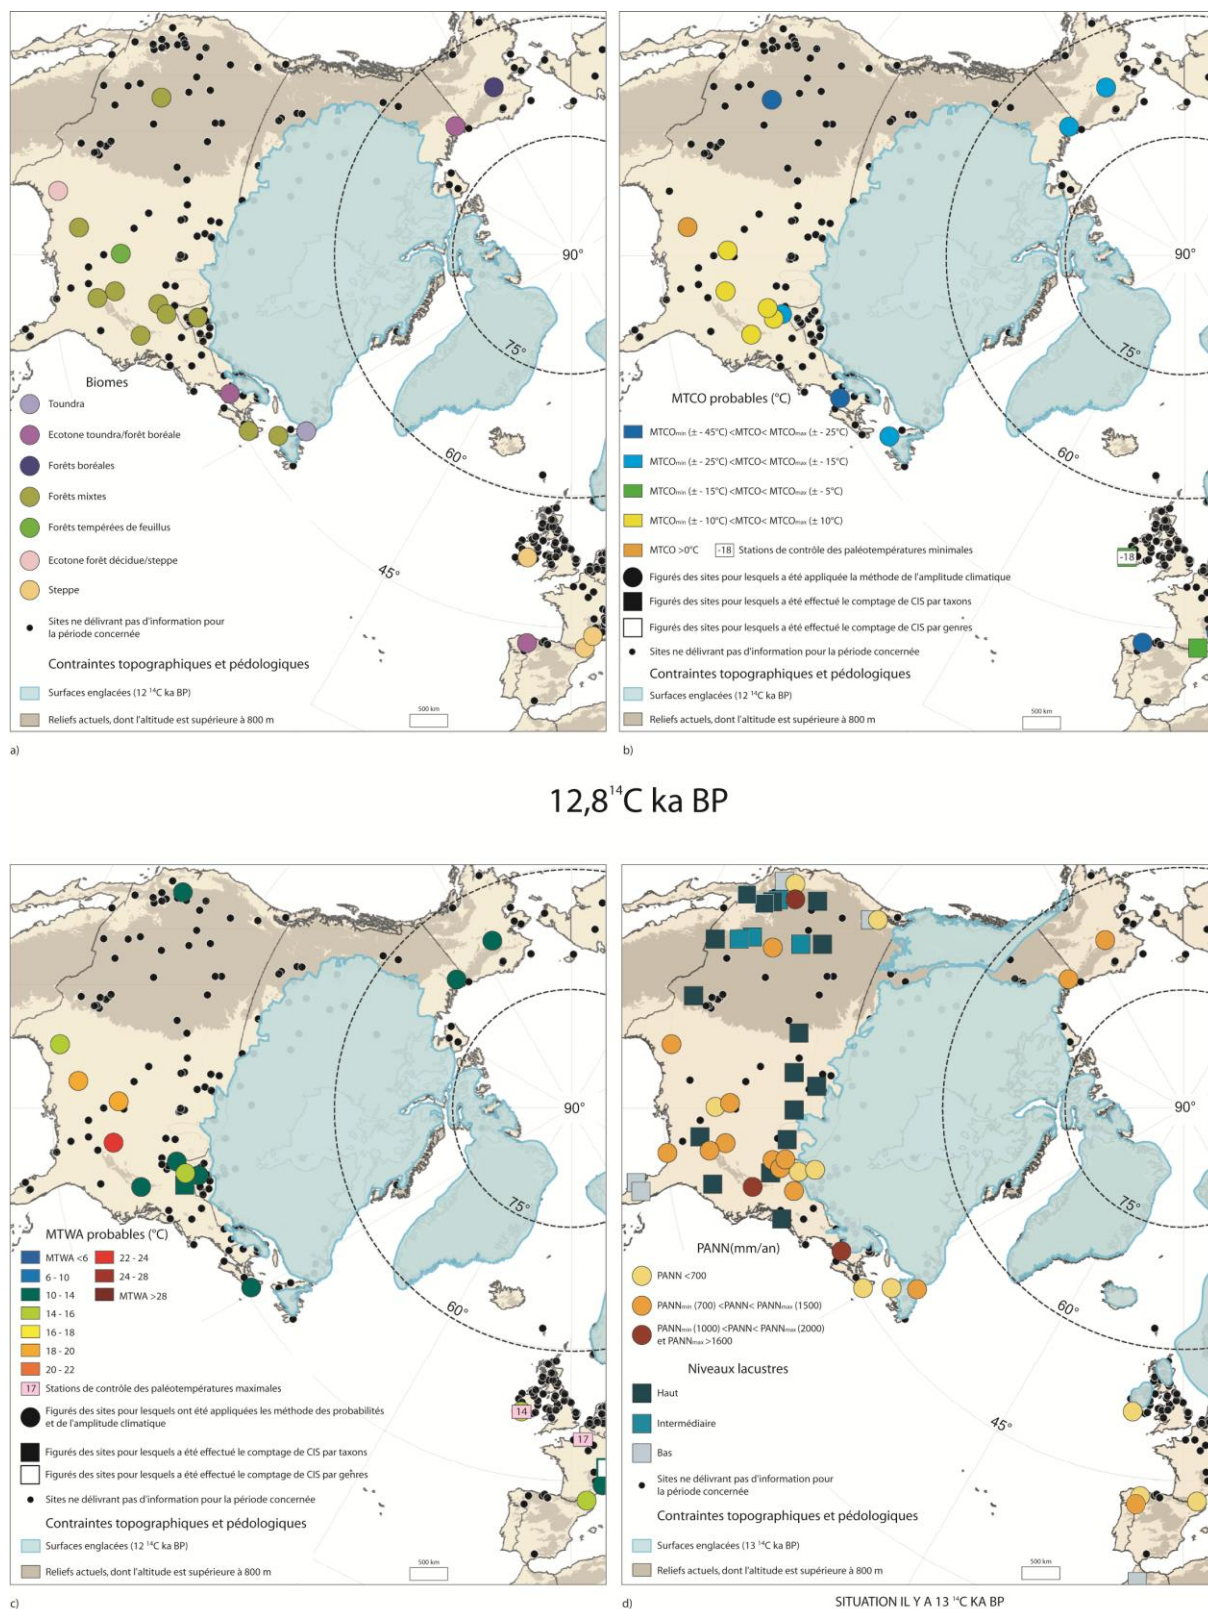 90°
75°
60°
45°
Biomes
Toundra
Ecotone toundra/forêt boréale
Forêts boréales
Forêts mixtes
Forêts tempérées de feuillus
Ecotone forêt décidue/steppe
Steppe
Sites ne délivrant pas d'information pour
la période concernée
Contraintes topographiques et pédologiques
Surfaces englacées (12 ¹⁴C ka BP)
Reliefs actuels, dont l'altitude est supérieure à 800 m
500 km
a)
90°
75°
60°
MTCO probables (°C)
MTCOmin (± - 45°C) <MTCO< MTCOmax (± - 25°C)
MTCOmin (± - 25°C) <MTCO< MTCOmax (± - 15°C)
MTCOmin (± - 15°C) <MTCO< MTCOmax (± - 5°C)
MTCOmin (± - 10°C) <MTCO< MTCOmax (± 10°C)
MTCO >0°C -18 Stations de contrôle des paléotempératures minimales
-18
Figurés des sites pour lesquels a été appliquée la méthode de l'amplitude climatique
Figurés des sites pour lesquels a été effectué le comptage de CIS par taxons
Figurés des sites pour lesquels a été effectué le comptage de CIS par genres
Sites ne délivrant pas d'information pour la période concernée
Contraintes topographiques et pédologiques
Surfaces englacées (12 ¹⁴C ka BP)
Reliefs actuels, dont l'altitude est supérieure à 800 m
500 km
b)
12,8 ¹⁴C ka BP
90°
75°
60°
MTWA probables (°C)
MTWA <6 22 - 24
6 - 10 24 - 28
10 - 14 MTWA >28
14 - 16
16 - 18
18 - 20
20 - 22
17 Stations de contrôle des paléotempératures maximales
14
17
Figurés des sites pour lesquels ont été appliquées les méthode des probabilités
et de l'amplitude climatique
Figurés des sites pour lesquels a été effectué le comptage de CIS par taxons
Figurés des sites pour lesquels a été effectué le comptage de CIS par genres
Sites ne délivrant pas d'information pour la période concernée
Contraintes topographiques et pédologiques
Surfaces englacées (12 ¹⁴C ka BP)
Reliefs actuels, dont l'altitude est supérieure à 800 m
500 km
c)
90°
75°
60°
45°
PANN(mm/an)
PANN <700
PANNmin (700) <PANN< PANNmax (1500)
PANNmin (1000) <PANN< PANNmax (2000)
et PANNmax >1600
Niveaux lacustres
Haut
Intermédiaire
Bas
Sites ne délivrant pas d'information pour
la période concernée
Contraintes topographiques et pédologiques
Surfaces englacées (13 ¹⁴C ka BP)
Reliefs actuels, dont l'altitude est supérieure à 800 m
500 km
d)
SITUATION IL Y A 13 ¹⁴C KA BP